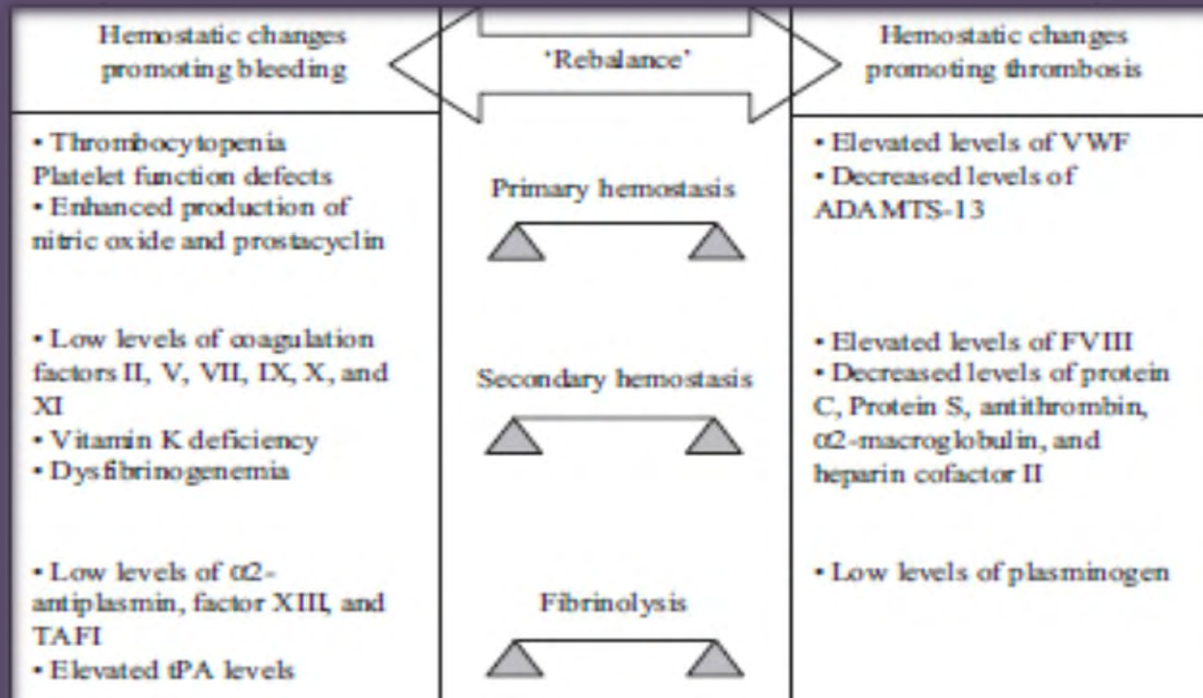 Hemostatic changes
promoting bleeding
'Rebalance'
Hemostatic changes
promoting thrombosis
• Thrombocytopenia
Platelet function defects
• Enhanced production of
nitric oxide and prostacyclin
Primary hemostasis
• Elevated levels of VWF
• Decreased levels of
ADAMTS-13
• Low levels of coagulation
factors II, V, VII, IX, X, and
XI
• Vitamin K deficiency
• Dysfibrinogenemia
Secondary hemostasis
• Elevated levels of FVIII
• Decreased levels of protein
C, Protein S, antithrombin,
α2-macroglobulin, and
heparin cofactor II
• Low levels of α2-
antiplasmin, factor XIII, and
TAFI
• Elevated tPA levels
Fibrinolysis
• Low levels of plasminogen